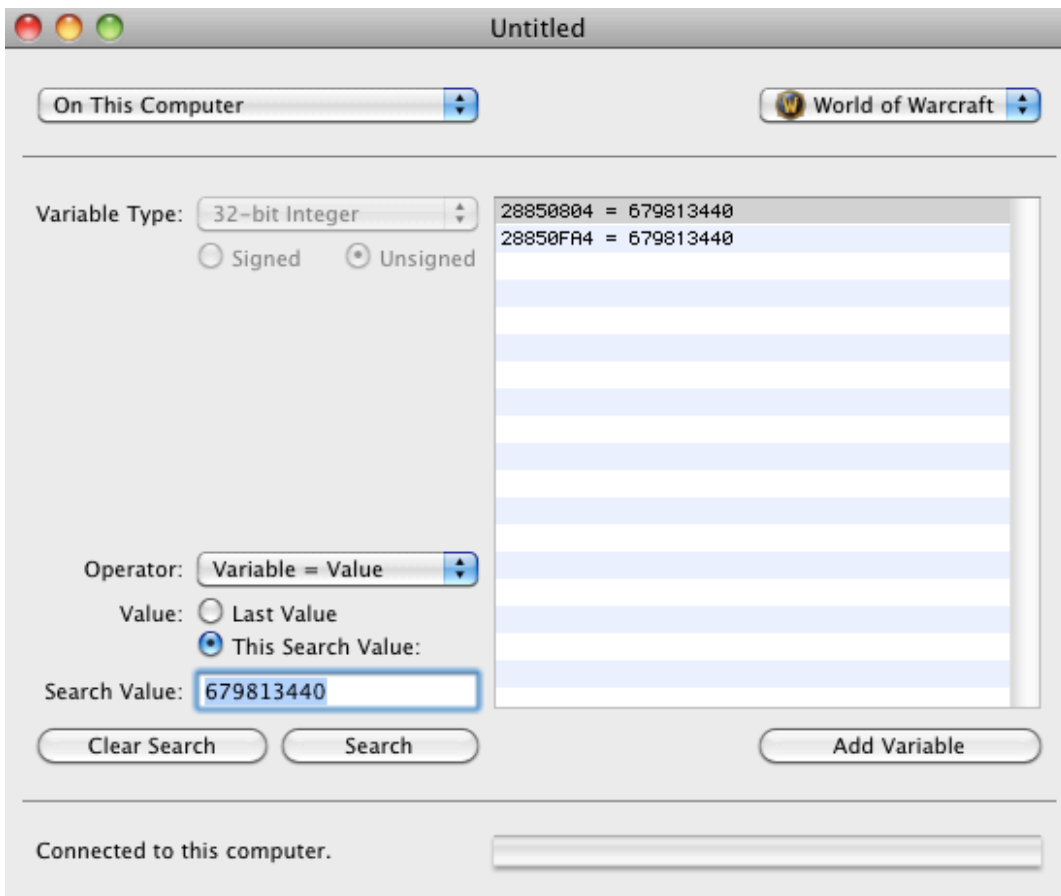 Untitled
On This Computer
World of Warcraft
Variable Type: 32-bit Integer
Signed Unsigned
28850804 = 679813440
28850FA4 = 679813440
Operator: Variable = Value
Value: Last Value
This Search Value:
Search Value: 679813440
Clear Search Search Add Variable
Connected to this computer.